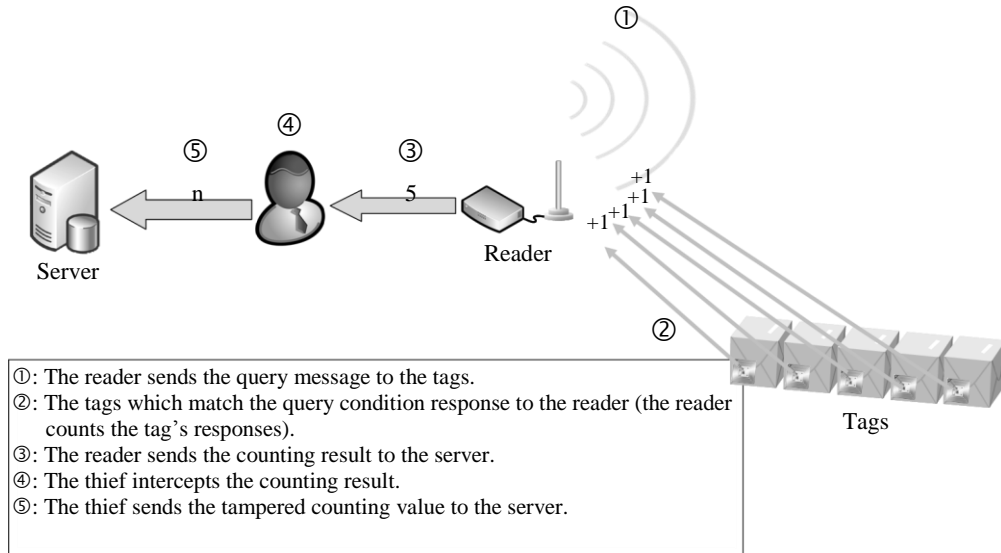 ①
④
⑤
③
n
5
+1
+1
+1
+1
Server
Reader
②
Tags
①: The reader sends the query message to the tags.
②: The tags which match the query condition response to the reader (the reader
counts the tag’s responses).
③: The reader sends the counting result to the server.
④: The thief intercepts the counting result.
⑤: The thief sends the tampered counting value to the server.